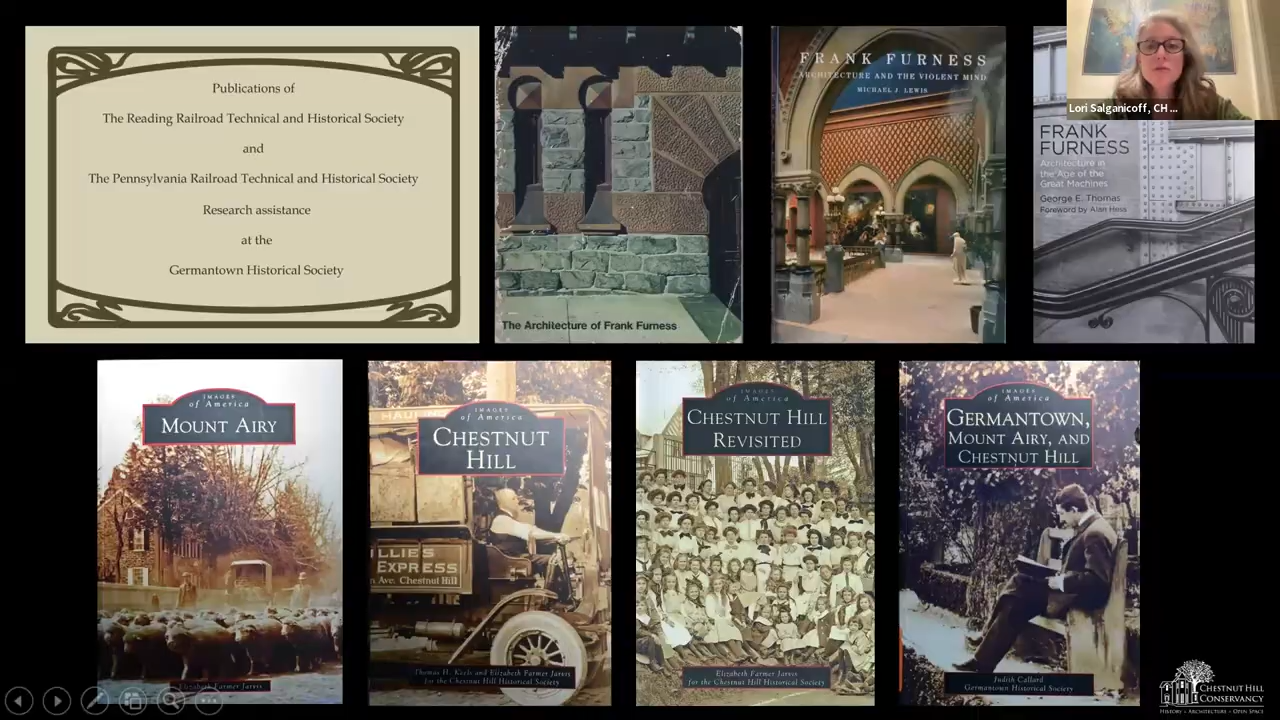 Publications of
The Reading Railroad Technical and Historical Society
and
The Pennsylvania Railroad Technical and Historical Society
Research assistance
at the
Germantown Historical Society
The Architecture of Frank Furness
FRANK FURNESS
ARCHITECTURE AND THE VIOLENT MIND
MICHAEL J. LEWIS
Lori Salganicoff, CH ...
FRANK
FURNESS
Architecture in
the Age of the
Great Machines
George E. Thomas
Foreword by Alan Hess
IMAGES
of America
MOUNT AIRY
Elizabeth Farmer Jarvis
HAULING
IMAGES
of America
CHESTNUT
HILL
LLIE'S
EXPRESS
n Ave. Chestnut Hill
Thomas H. Keels and Elizabeth Farmer Jarvis
for the Chestnut Hill Historical Society
IMAGES
of America
CHESTNUT HILL
REVISITED
Elizabeth Farmer Jarvis
for the Chestnut Hill Historical Society
IMAGES
of America
GERMANTOWN,
MOUNT AIRY, AND
CHESTNUT HILL
Judith Callard
Germantown Historical Society
CHESTNUT HILL
CONSERVANCY
HISTORY • ARCHITECTURE • OPEN SPACE